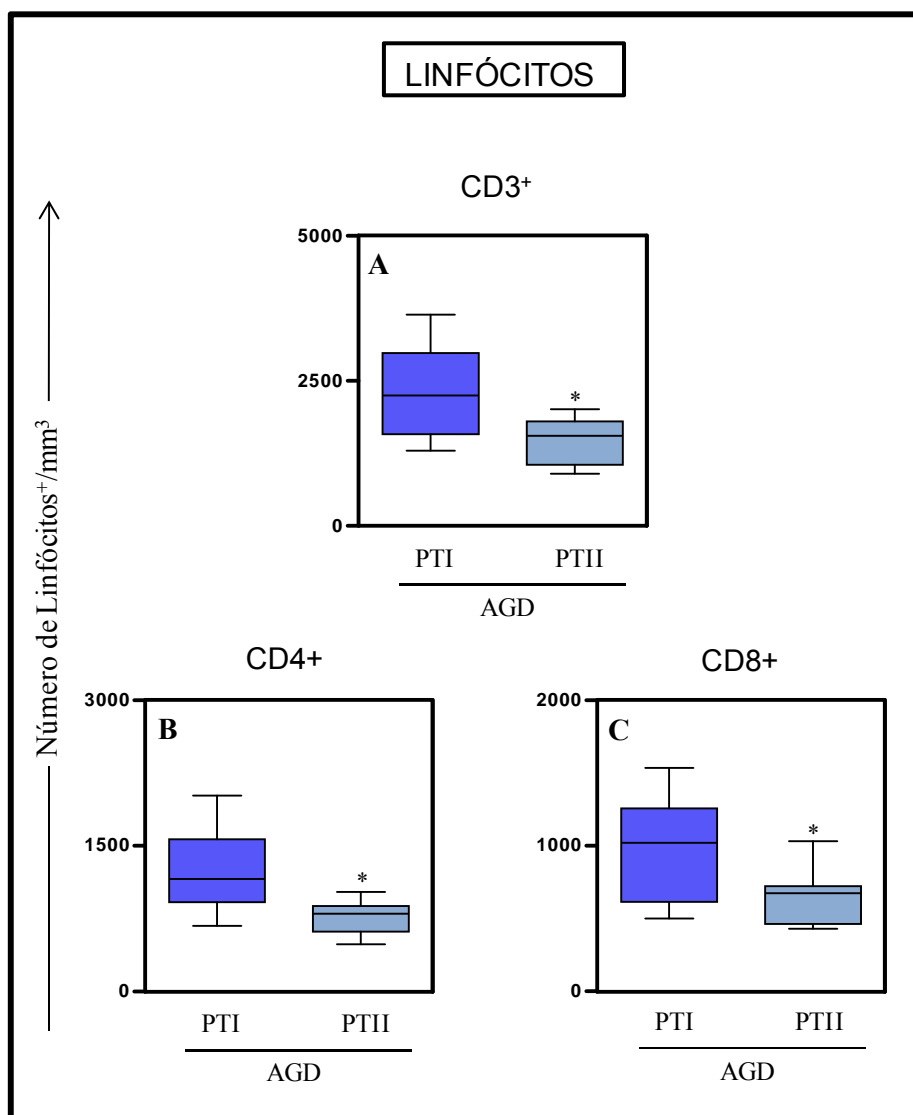 LINFÓCITOS
Número de Linfócitos⁺/mm³
CD3⁺
5000
2500
0
A
*
PTI PTII
AGD
CD4+
3000
1500
0
B
*
PTI PTII
AGD
CD8+
2000
1000
0
C
*
PTI PTII
AGD